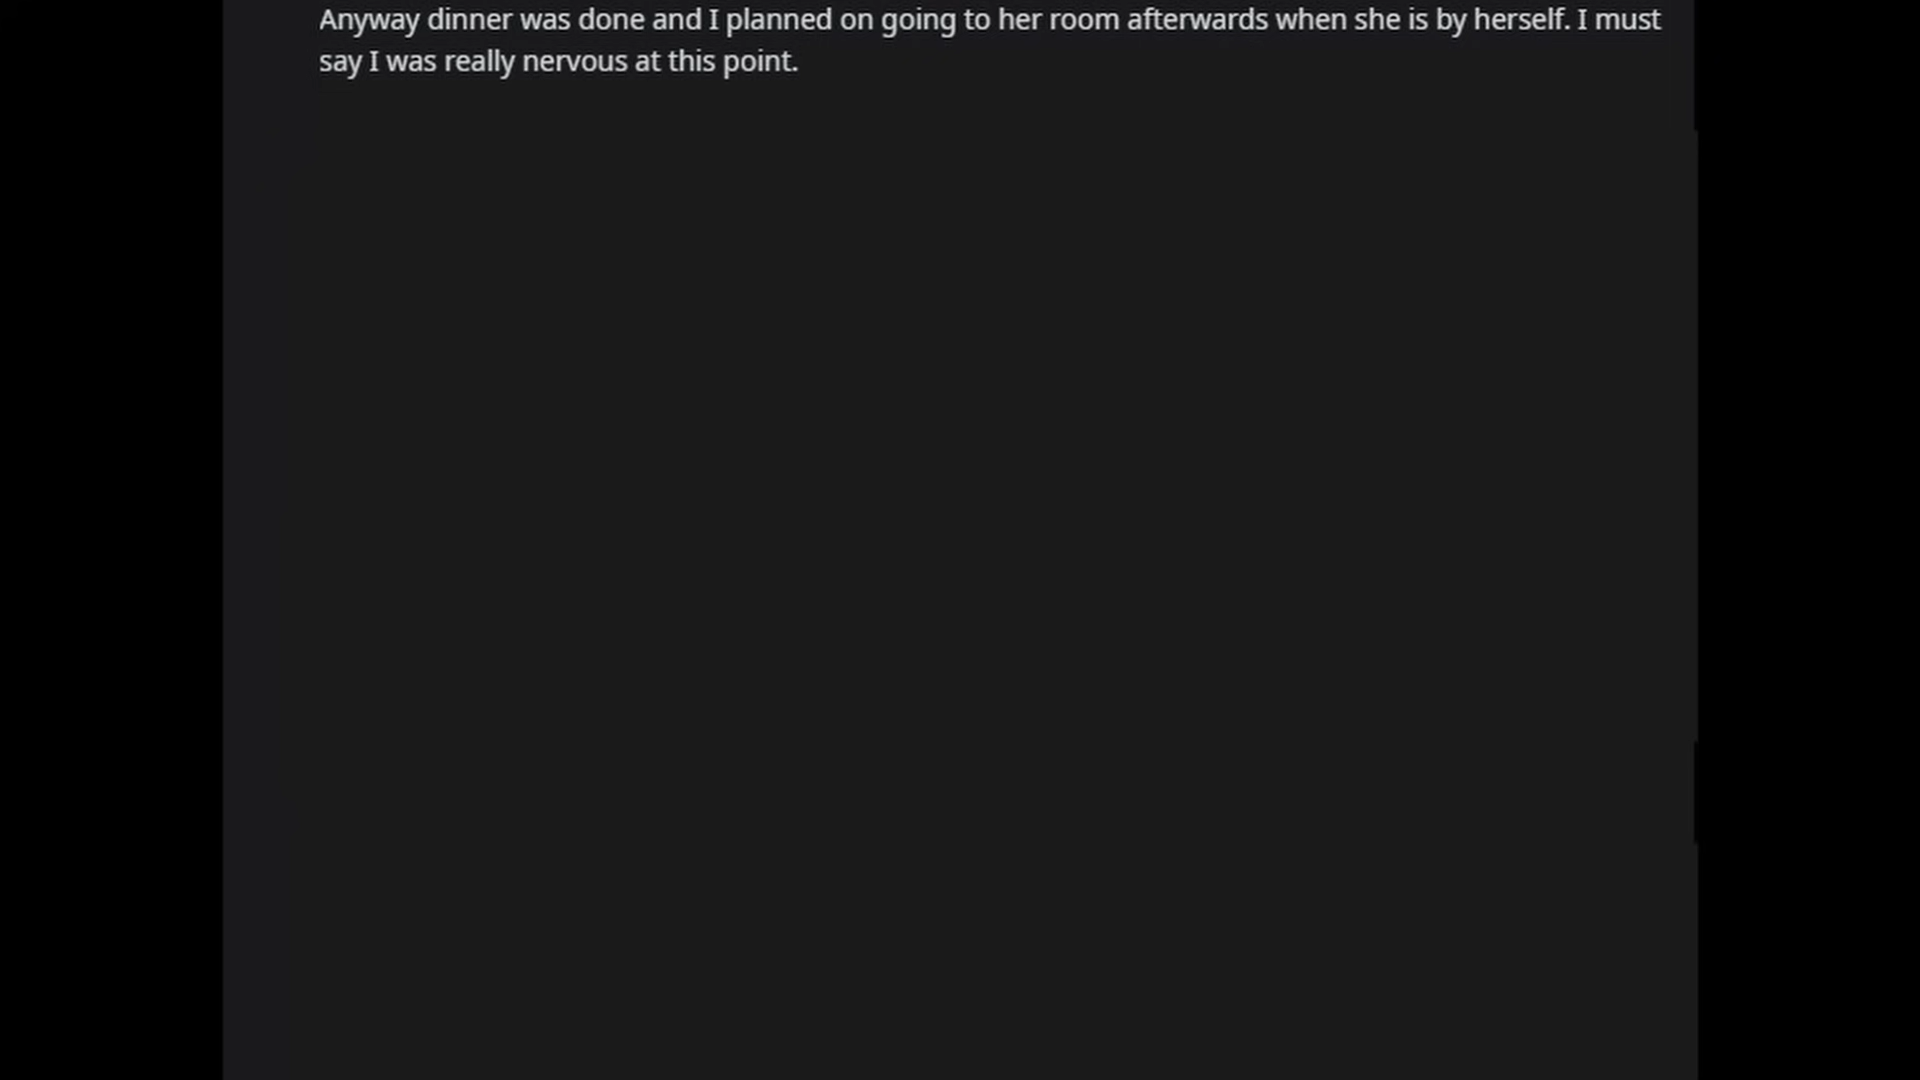 Anyway dinner was done and I planned on going to her room afterwards when she is by herself. I must
say I was really nervous at this point.